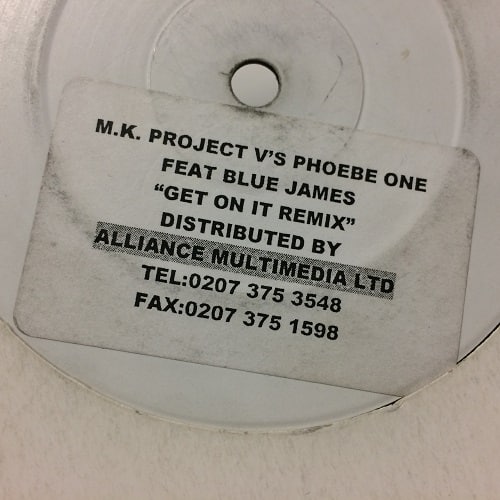 M.K. PROJECT V'S PHOEBE ONE
FEAT BLUE JAMES
"GET ON IT REMIX"
DISTRIBUTED BY
ALLIANCE MULTIMEDIA LTD
TEL:0207 375 3548
FAX:0207 375 1598